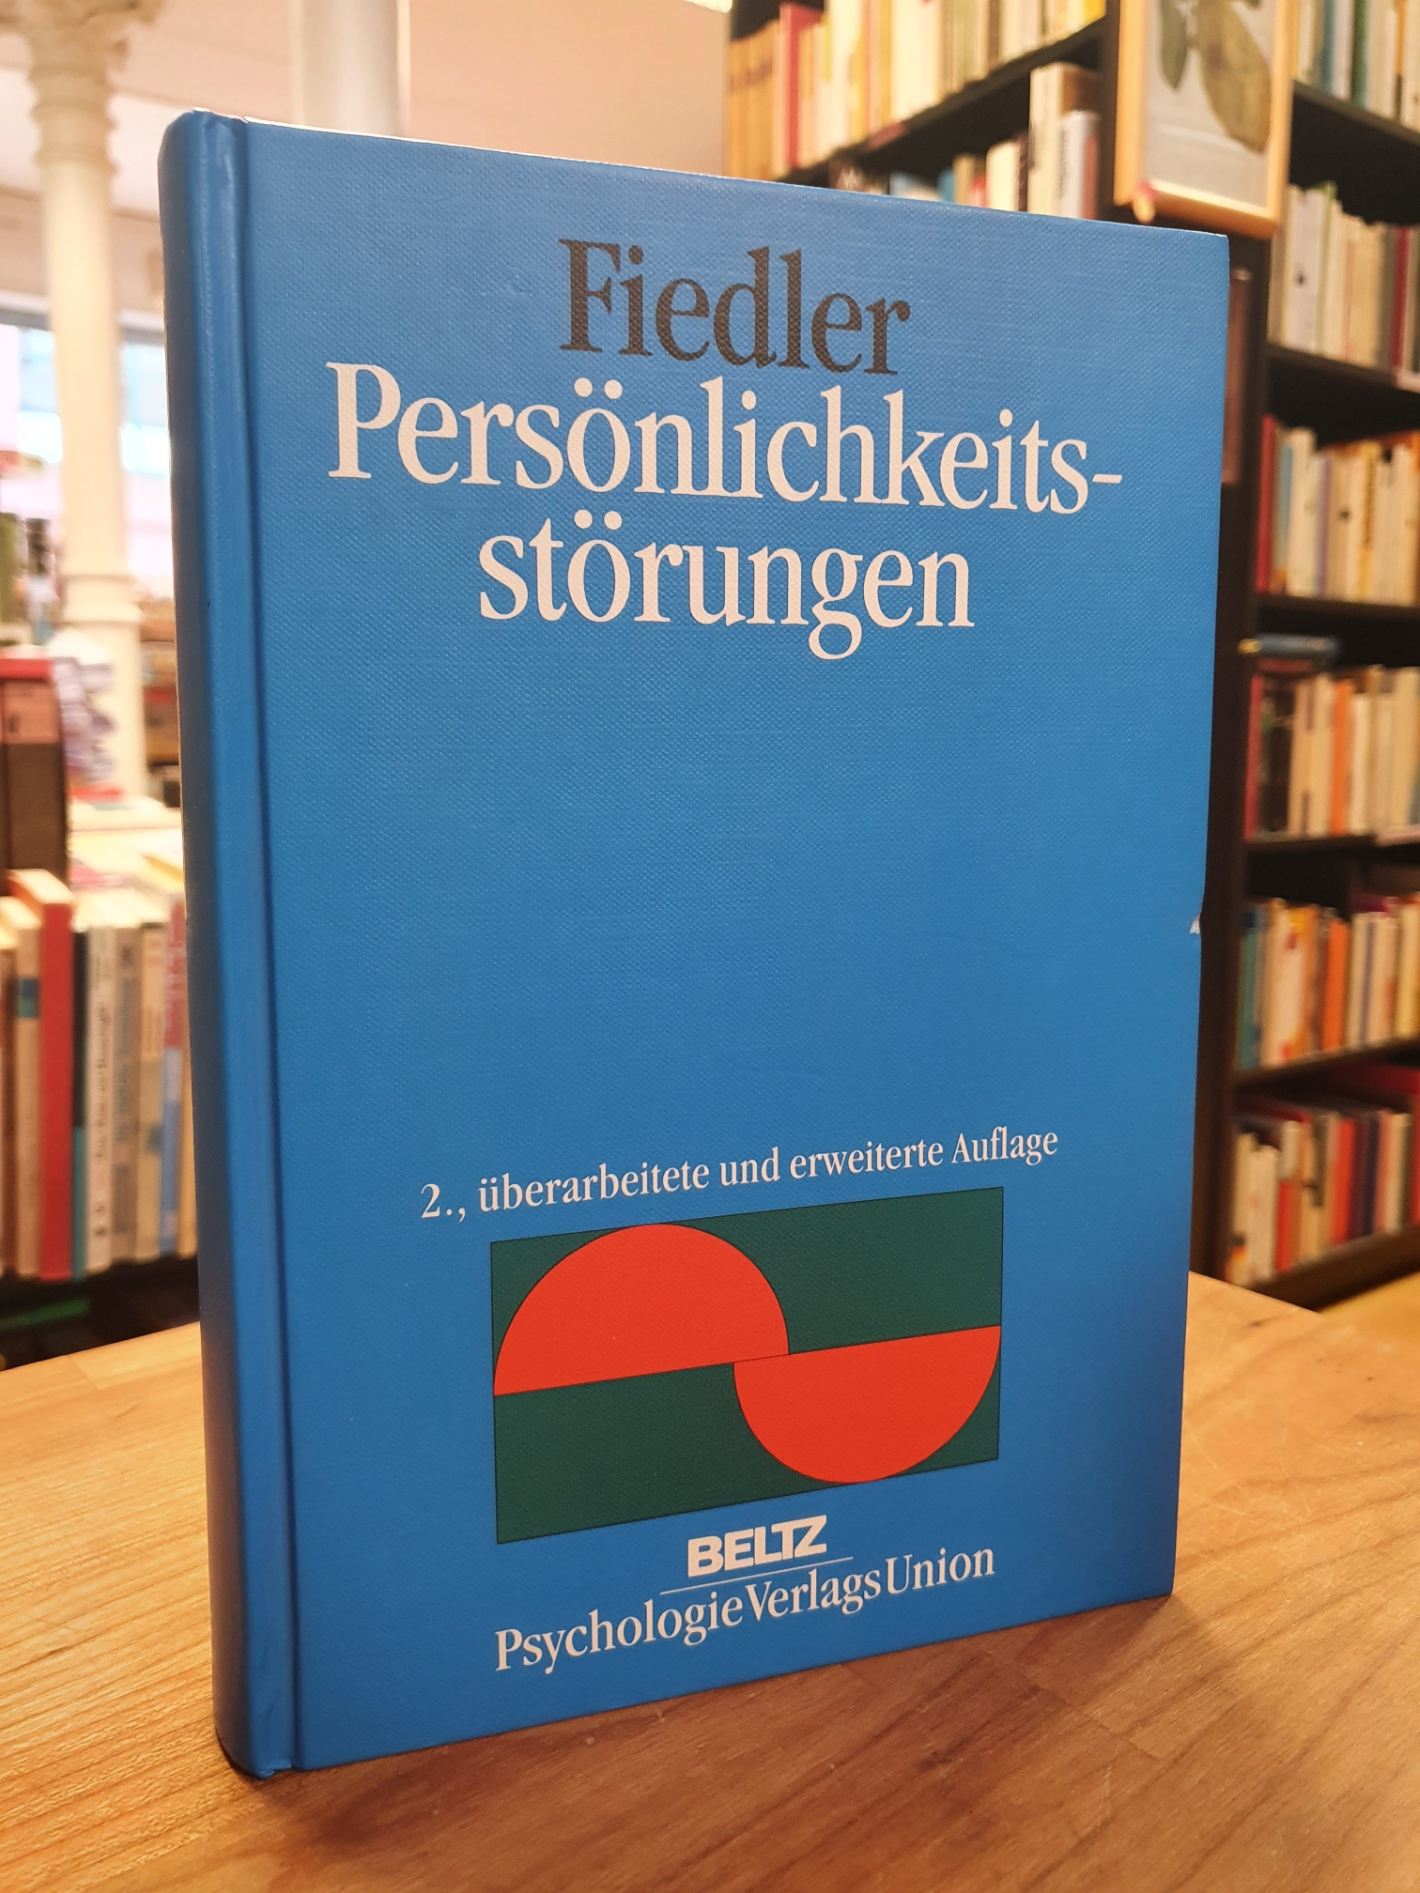 Fiedler
Persönlichkeits-
störungen
2., überarbeitete und erweiterte Auflage
BELTZ
PsychologieVerlagsUnion